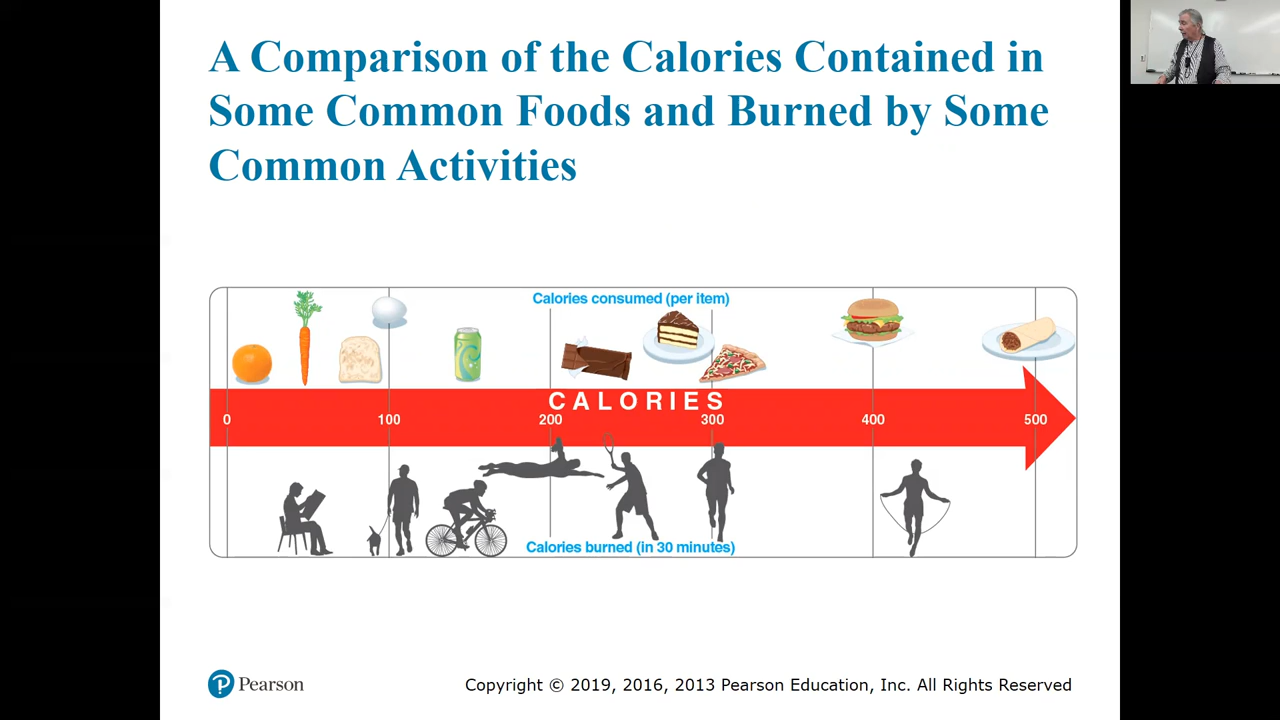 A Comparison of the Calories Contained in
Some Common Foods and Burned by Some
Common Activities
Calories consumed (per item)
CALORIES
0 100 200 300 400 500
Calories burned (in 30 minutes)
Pearson
Copyright © 2019, 2016, 2013 Pearson Education, Inc. All Rights Reserved